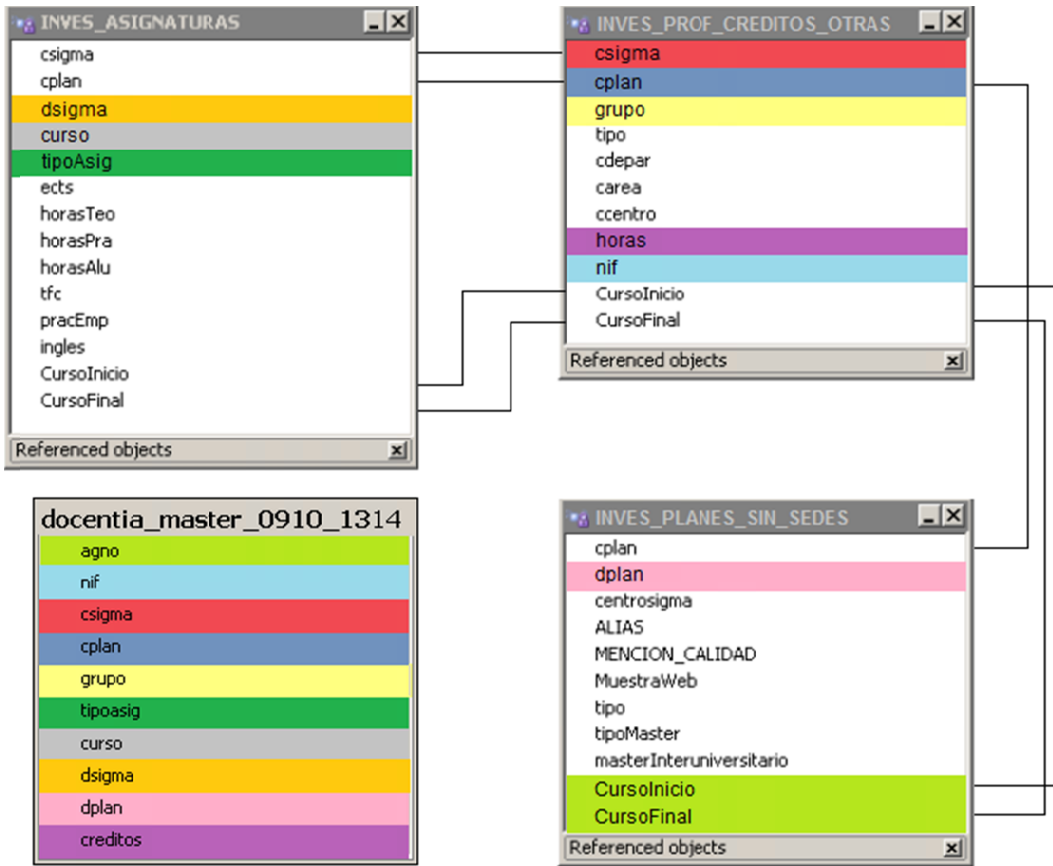 INVES_ASIGNATURAS
csigma
cplan
dsigma
curso
tipoAsig
ects
horasTeo
horasPra
horasAlu
tfc
pracEmp
ingles
CursoInicio
CursoFinal
Referenced objects
INVES_PROF_CREDITOS_OTRAS
csigma
cplan
grupo
tipo
cdepar
carea
ccentro
horas
nif
CursoInicio
CursoFinal
Referenced objects
docentia_master_0910_1314
agno
nif
csigma
cplan
grupo
tipoasig
curso
dsigma
dplan
creditos
INVES_PLANES_SIN_SEDES
cplan
dplan
centrosigma
ALIAS
MENCION_CALIDAD
MuestraWeb
tipo
tipoMaster
masterInteruniversitario
CursoInicio
CursoFinal
Referenced objects